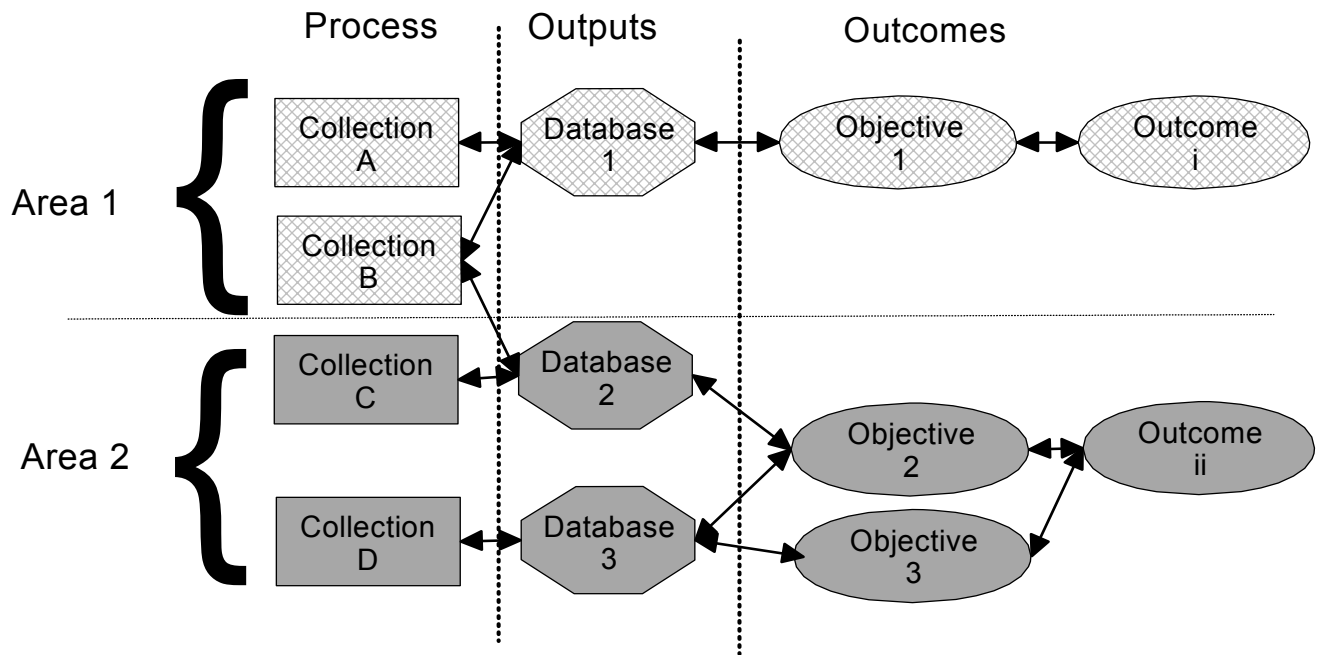 Process
Outputs
Outcomes
Area 1
Collection
A
Database
1
Objective
1
Outcome
i
Collection
B
Area 2
Collection
C
Database
2
Objective
2
Outcome
ii
Collection
D
Database
3
Objective
3